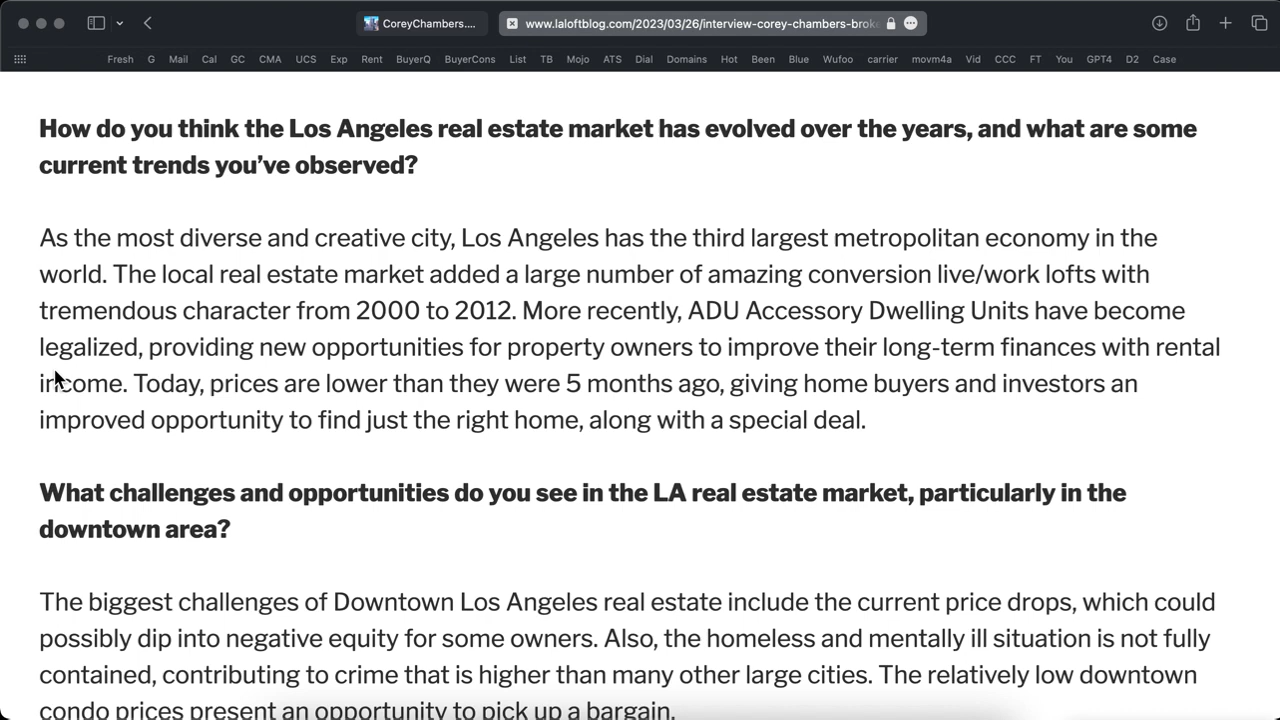 CoreyChambers.... www.laloftblog.com/2023/03/26/interview-corey-chambers-brok
Fresh G Mail Cal GC CMA UCS Exp Rent BuyerQ BuyerCons List TB Mojo ATS Dial Domains Hot Been Blue Wufoo carrier movm4a Vid CCC FT You GPT4 D2 Case
How do you think the Los Angeles real estate market has evolved over the years, and what are some
current trends you’ve observed?
As the most diverse and creative city, Los Angeles has the third largest metropolitan economy in the
world. The local real estate market added a large number of amazing conversion live/work lofts with
tremendous character from 2000 to 2012. More recently, ADU Accessory Dwelling Units have become
legalized, providing new opportunities for property owners to improve their long-term finances with rental
income. Today, prices are lower than they were 5 months ago, giving home buyers and investors an
improved opportunity to find just the right home, along with a special deal.
What challenges and opportunities do you see in the LA real estate market, particularly in the
downtown area?
The biggest challenges of Downtown Los Angeles real estate include the current price drops, which could
possibly dip into negative equity for some owners. Also, the homeless and mentally ill situation is not fully
contained, contributing to crime that is higher than many other large cities. The relatively low downtown
condo prices present an opportunity to pick up a bargain.